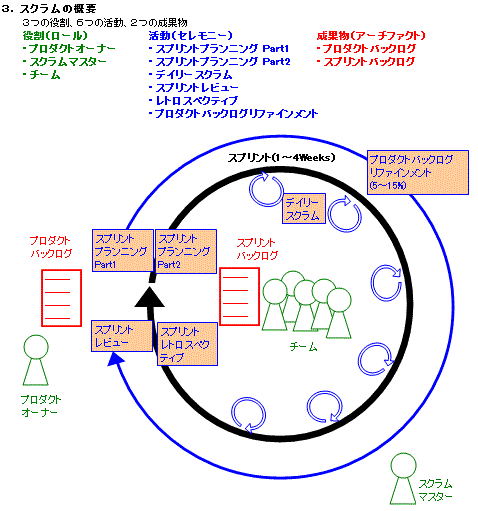 3. スクラムの概要
3つの役割、6つの活動、2つの成果物
役割(ロール)
・プロダクトオーナー
・スクラムマスター
・チーム
活動(セレモニー)
・スプリントプランニング Part1
・スプリントプランニング Part2
・デイリースクラム
・スプリントレビュー
・レトロスペクティブ
・プロダクトバックログリファインメント
成果物(アーチファクト)
・プロダクトバックログ
・スプリントバックログ
スプリント(1～4Weeks)
プロダクトバックログ
リファインメント
(5～15%)
デイリー
スクラム
プロダクト
バックログ
スプリント
プランニング
Part1
スプリント
プランニング
Part2
スプリント
バックログ
スプリント
レビュー
スプリント
レトロスペク
ティブ
チーム
プロダクト
オーナー
スクラム
マスター